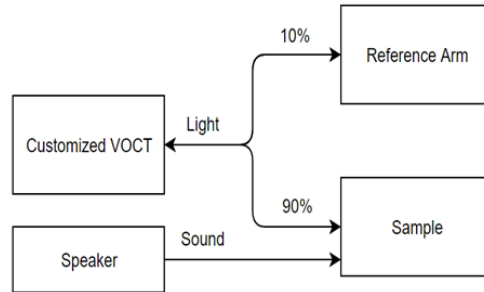 10%
Reference Arm
Light
Customized VOCT
90%
Sample
Sound
Speaker